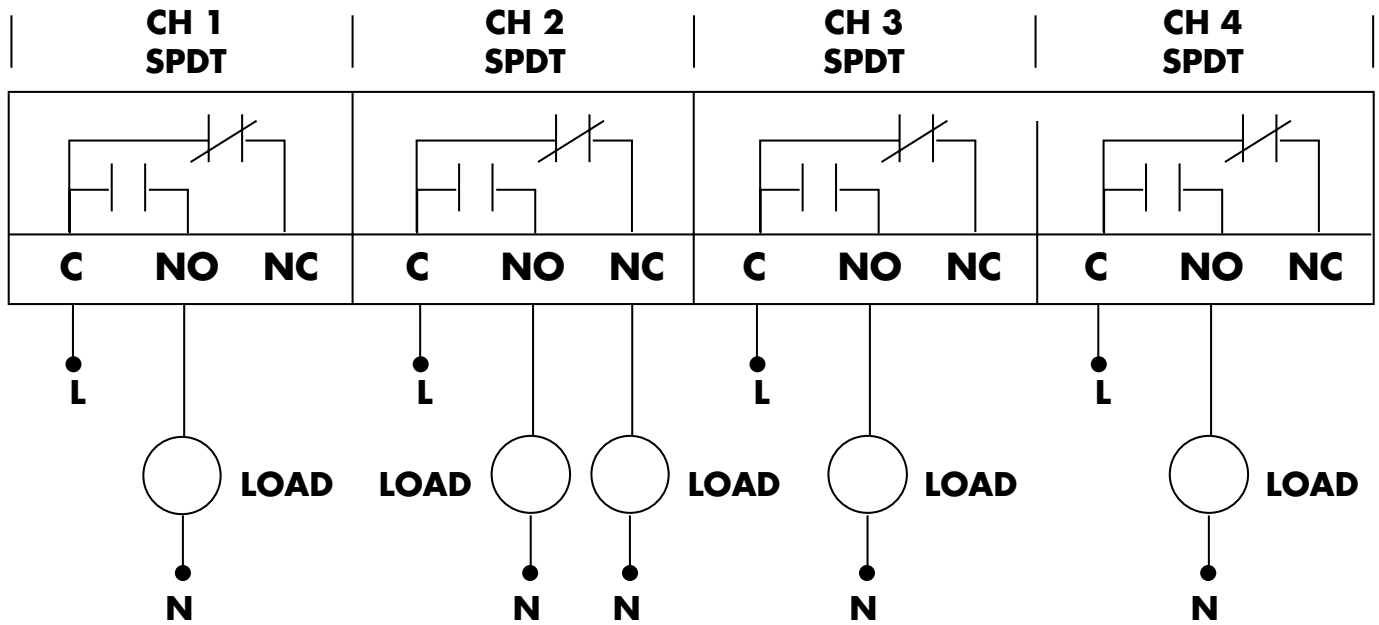 CH 1 CH 2 CH 3 CH 4
SPDT SPDT SPDT SPDT
C NO NC C NO NC C NO NC C NO NC
L L L L
LOAD LOAD LOAD LOAD LOAD
N N N N N